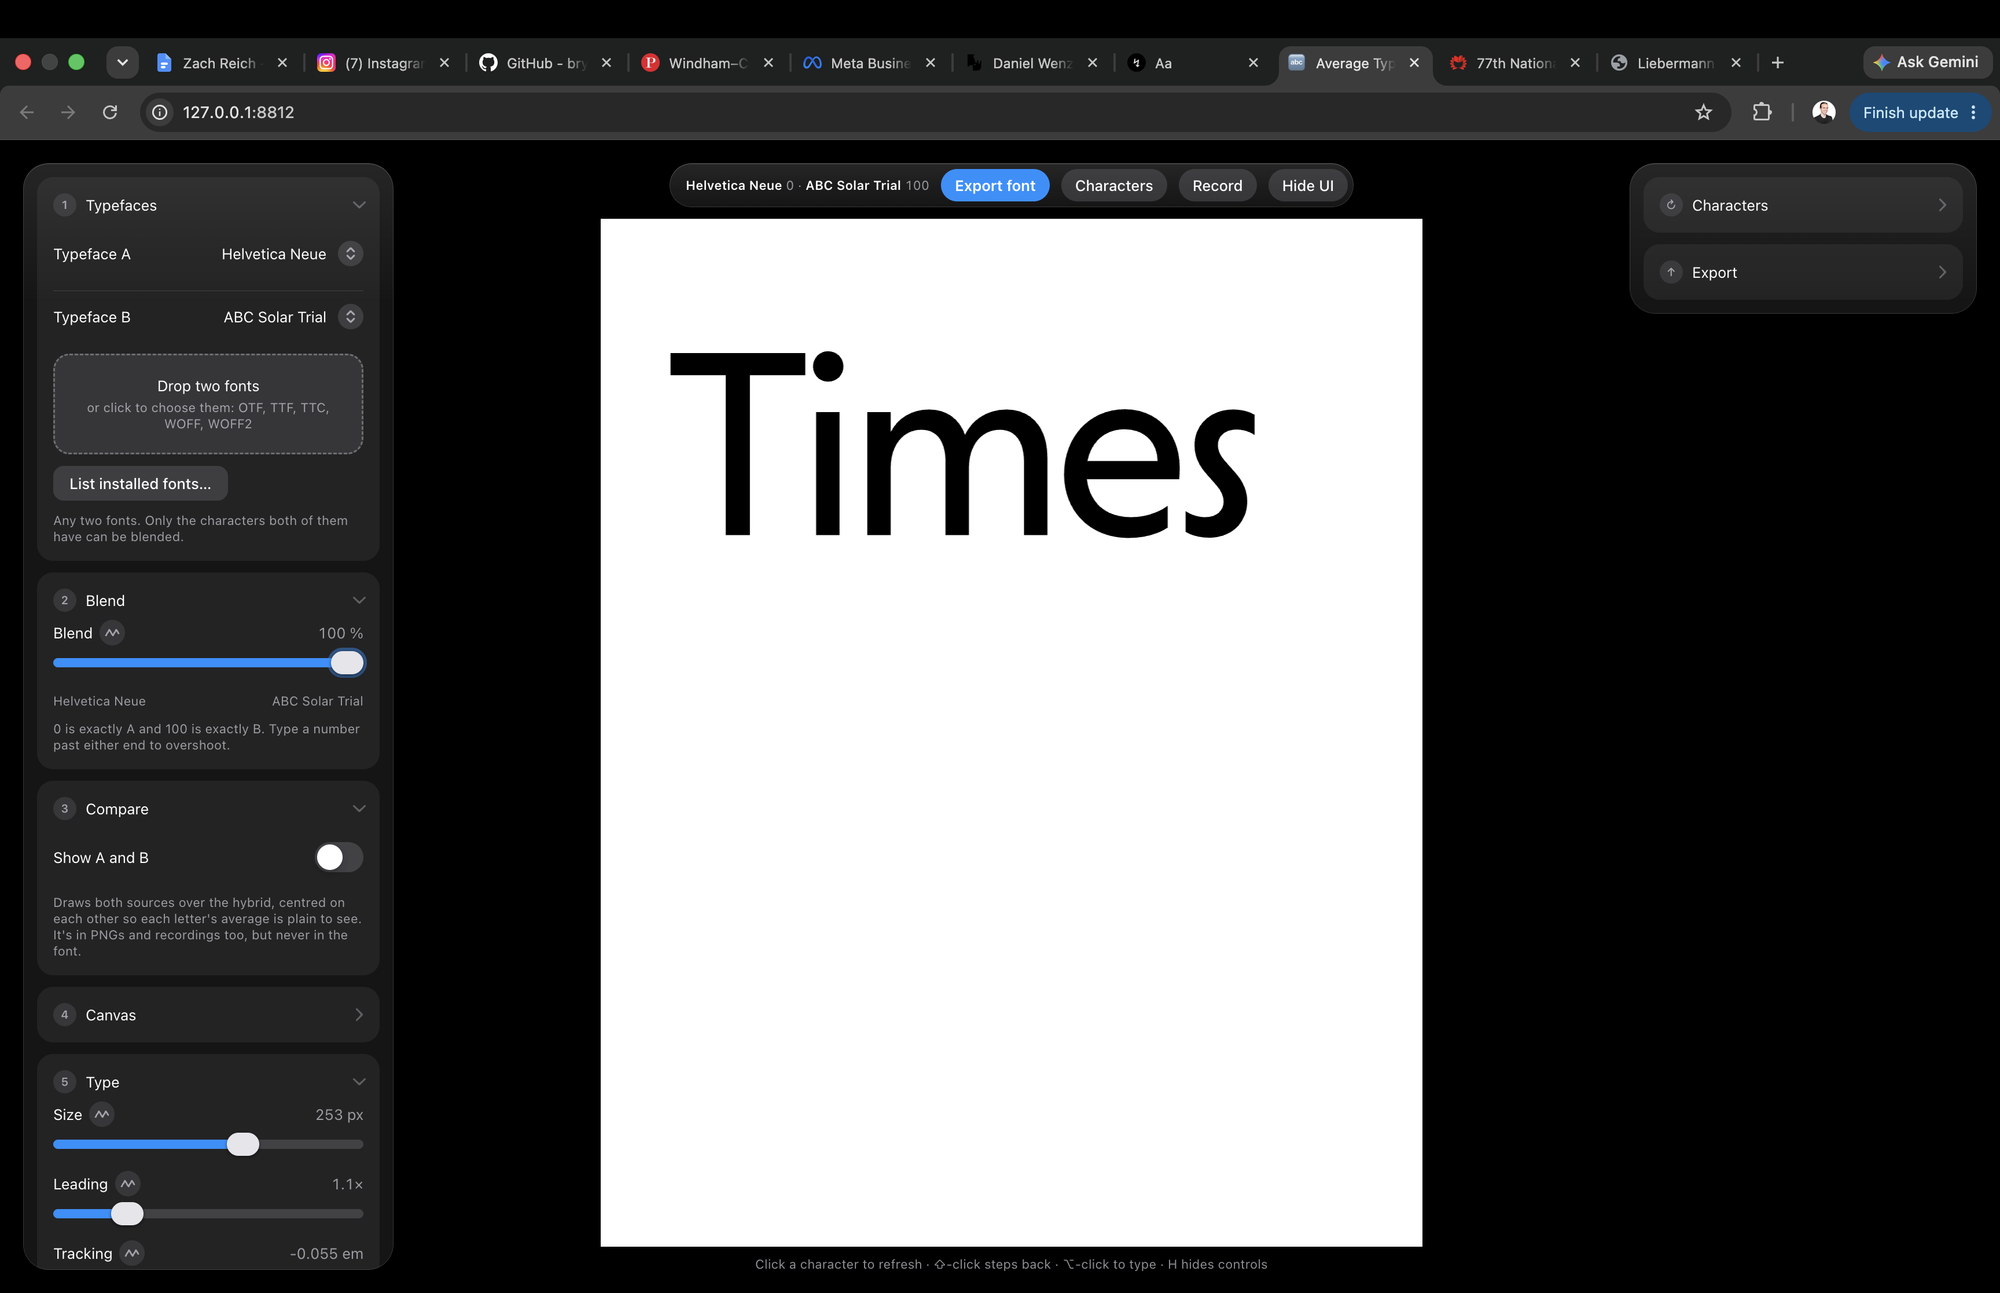 Zach Reich
(7) Instagra
GitHub - bry
Windham–C
Meta Busine
Daniel Wenz
Aa
Average Typ
77th Nation
Liebermann
Ask Gemini
127.0.0.1:8812
Finish update
1 Typefaces
Typeface A Helvetica Neue
Typeface B ABC Solar Trial
Drop two fonts
or click to choose them: OTF, TTF, TTC,
WOFF, WOFF2
List installed fonts...
Any two fonts. Only the characters both of them
have can be blended.
2 Blend
Blend 100 %
Helvetica Neue ABC Solar Trial
0 is exactly A and 100 is exactly B. Type a number
past either end to overshoot.
3 Compare
Show A and B
Draws both sources over the hybrid, centred on
each other so each letter's average is plain to see.
It's in PNGs and recordings too, but never in the
font.
4 Canvas
5 Type
Size 253 px
Leading 1.1×
Tracking -0.055 em
Helvetica Neue 0 · ABC Solar Trial 100
Export font
Characters
Record
Hide UI
Times
Click a character to refresh · ⇧-click steps back · ⌥-click to type · H hides controls
Characters
Export